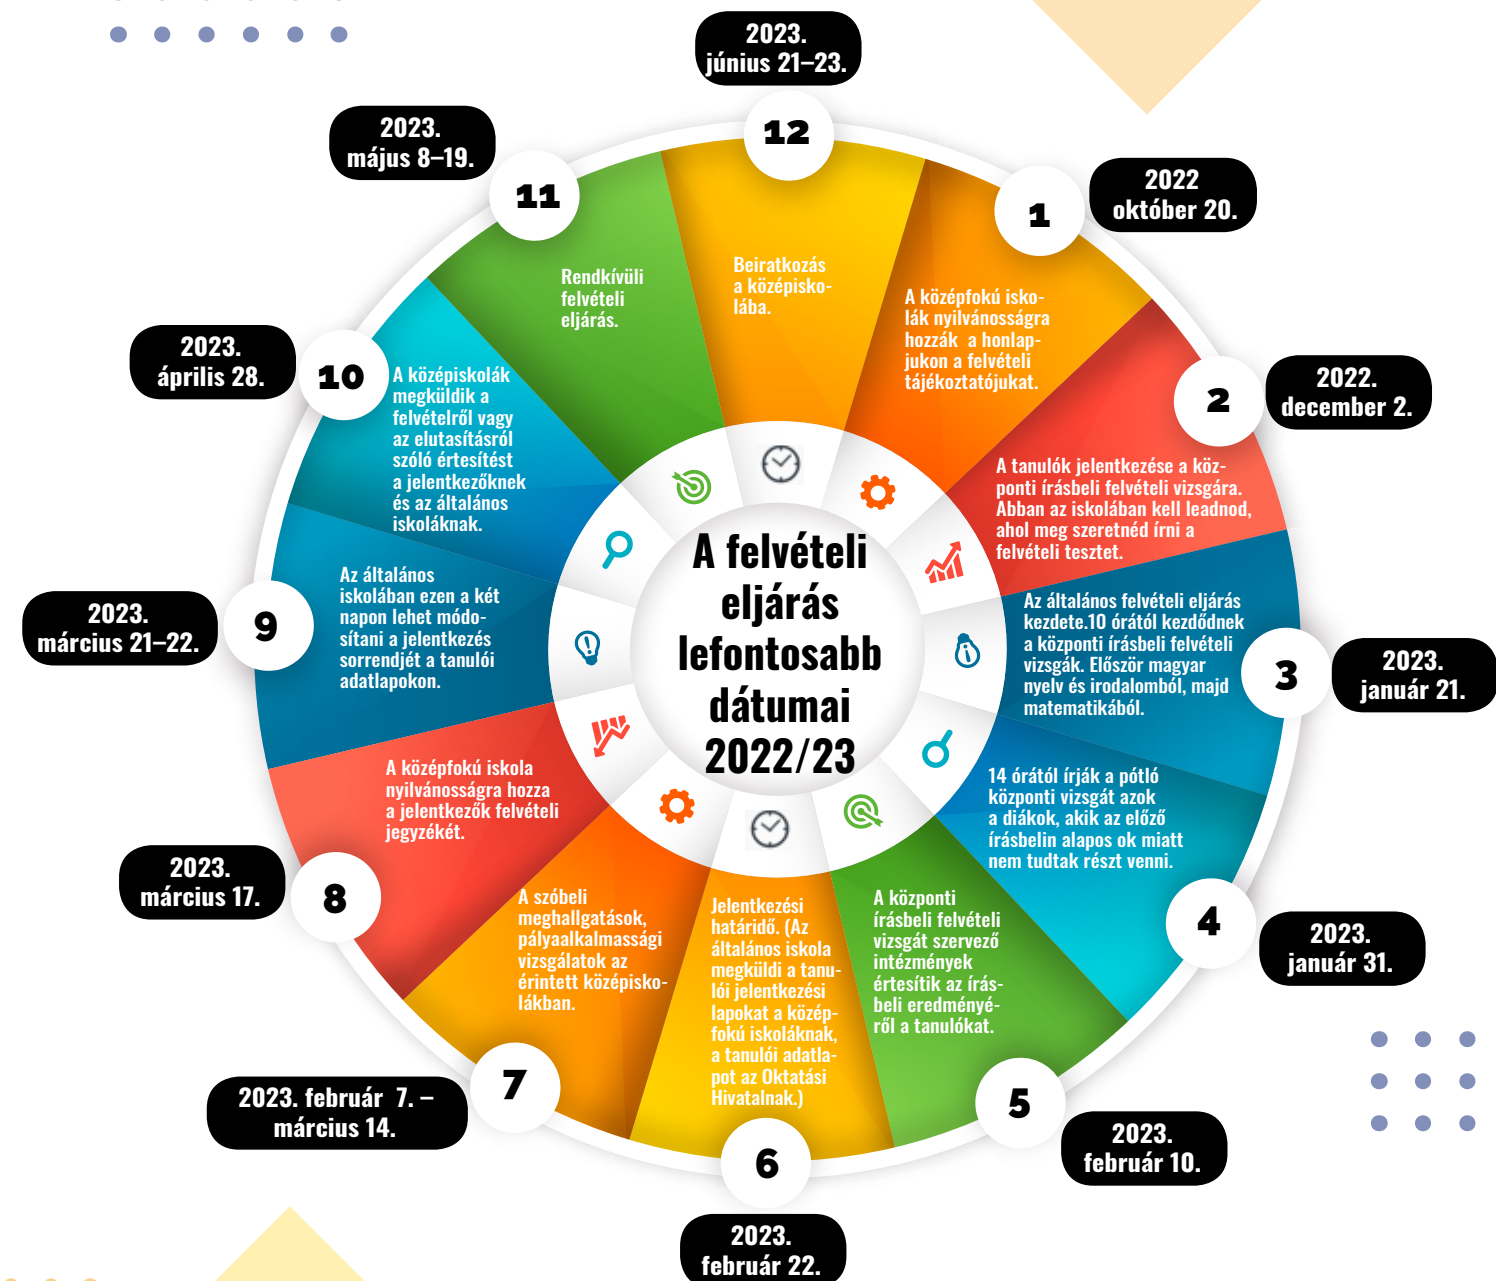 A felvételi
eljárás
lefontosabb
dátumai
2022/23
1
2022
október 20.
A középfokú isko-
lák nyilvánosságra
hozzák a honlap-
jukon a felvételi
tájékoztatójukat.
2
2022.
december 2.
A tanulók jelentkezése a köz-
ponti írásbeli felvételi vizsgára.
Abban az iskolában kell leadnod,
ahol meg szeretnéd írni a
felvételi tesztet.
3
2023.
január 21.
Az általános felvételi eljárás
kezdete.10 órától kezdődnek
a központi írásbeli felvételi
vizsgák. Először magyar
nyelv és irodalomból, majd
matematikából.
4
2023.
január 31.
14 órától írják a pótló
központi vizsgát azok
a diákok, akik az előző
írásbelin alapos ok miatt
nem tudtak részt venni.
5
2023.
február 10.
A központi
írásbeli felvételi
vizsgát szervező
intézmények
értesítik az írás-
beli eredményé-
ről a tanulókat.
6
2023.
február 22.
Jelentkezési
határidő. (Az
általános iskola
megküldi a tanu-
lói jelentkezési
lapokat a közép-
fokú iskoláknak,
a tanulói adatla-
pot az Oktatási
Hivatalnak.)
7
2023. február 7. –
március 14.
A szóbeli
meghallgatások,
pályaalkalmassági
vizsgálatok az
érintett középisko-
lákban.
8
2023.
március 17.
A középfokú iskola
nyilvánosságra hozza
a jelentkezők felvételi
jegyzékét.
9
2023.
március 21–22.
Az általános
iskolában ezen a két
napon lehet módo-
sítani a jelentkezés
sorrendjét a tanulói
adatlapokon.
10
2023.
április 28.
A középiskolák
megküldik a
felvételről vagy
az elutasításról
szóló értesítést
a jelentkezőknek
és az általános
iskoláknak.
11
2023.
május 8–19.
Rendkívüli
felvételi
eljárás.
12
2023.
június 21–23.
Beiratkozás
a középisko-
lába.